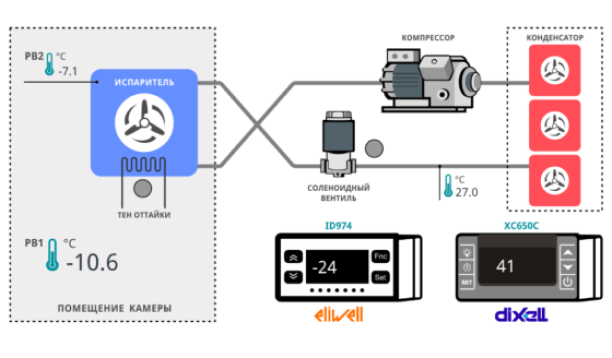 КОМПРЕССОР
КОНДЕНСАТОР
PB2
°C
-7.1
ИСПАРИТЕЛЬ
ТЕН ОТТАЙКИ
СОЛЕНОИДНЫЙ
ВЕНТИЛЬ
°C
27.0
PB1
°C
-10.6
ПОМЕЩЕНИЕ КАМЕРЫ
ID974
-24
Fnc
Set
eliwell
XC650C
41
SET
dixell